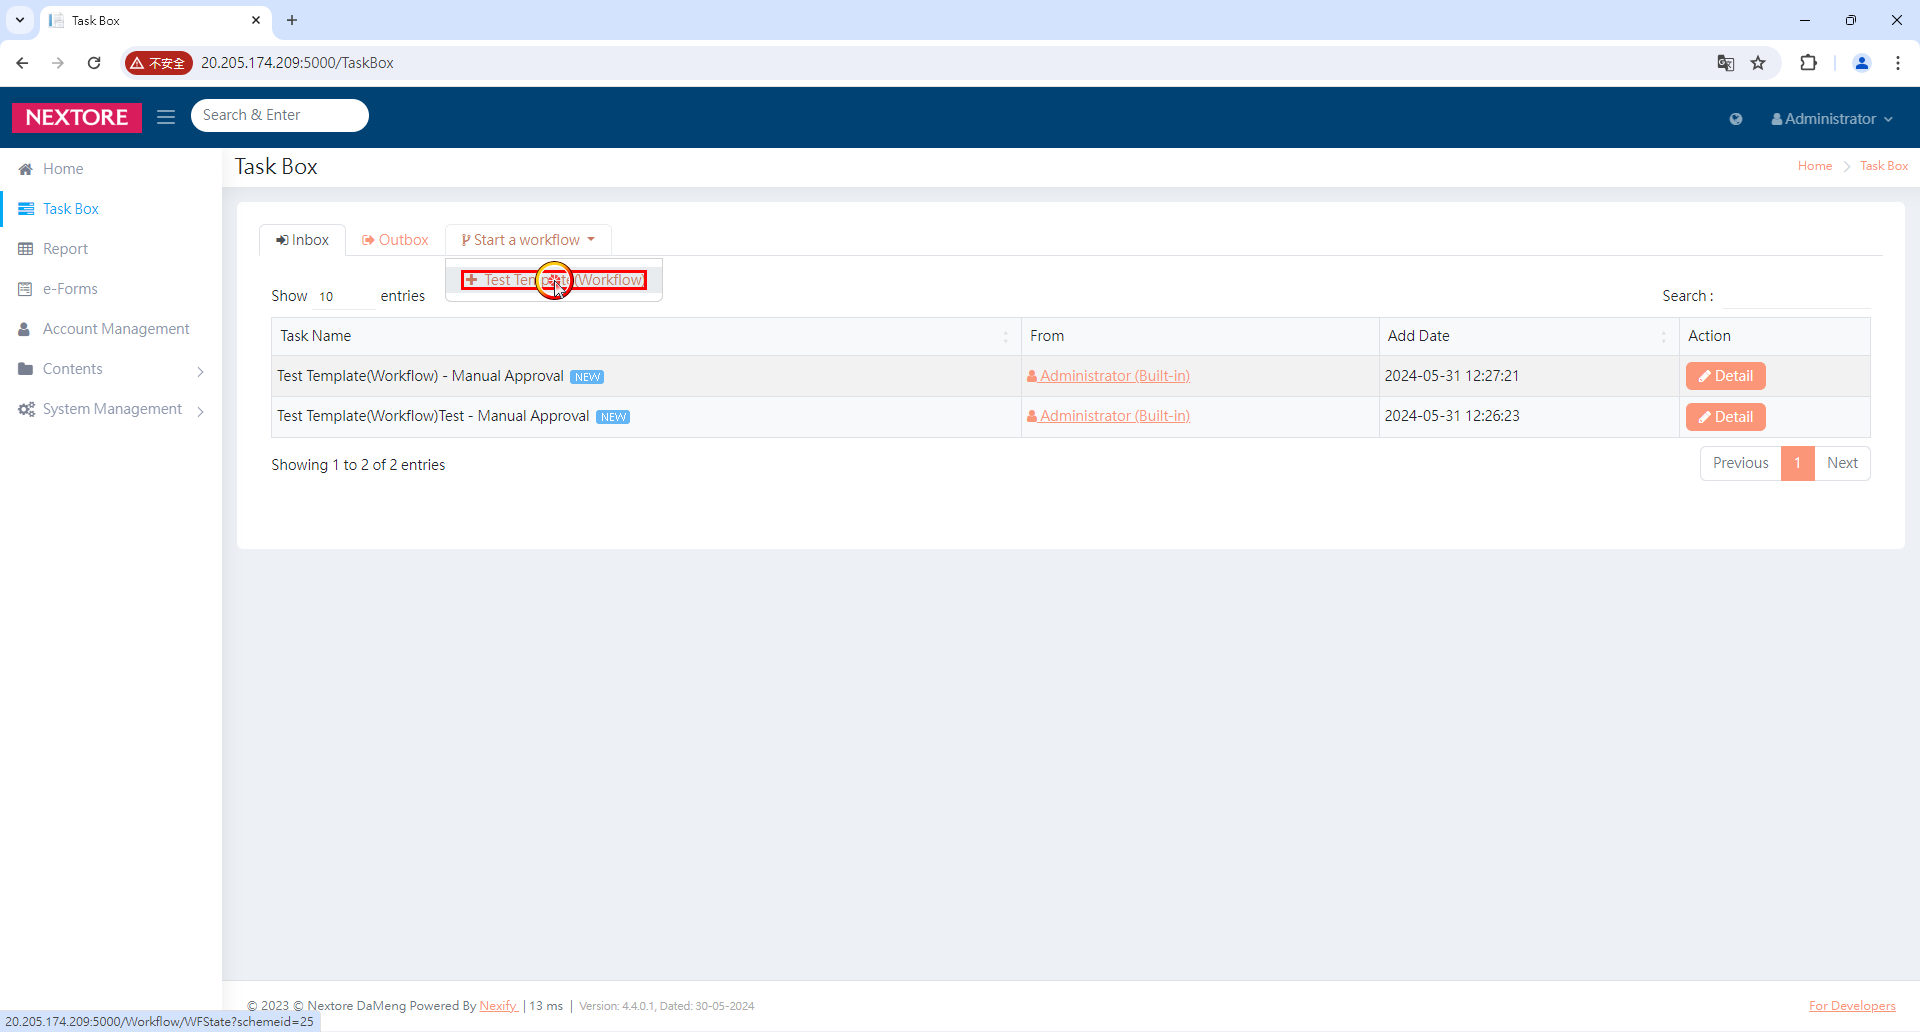 Task Box
不安全
20.205.174.209:5000/TaskBox
NEXTORE
Search & Enter
Administrator
Home
Task Box
Report
e-Forms
Account Management
Contents
System Management
Task Box
Home
Task Box
Inbox
Outbox
Start a workflow
Test Template(Workflow)
Show 10 entries
Search :
Task Name
From
Add Date
Action
Test Template(Workflow) - Manual Approval NEW
Administrator (Built-in)
2024-05-31 12:27:21
Detail
Test Template(Workflow)Test - Manual Approval NEW
Administrator (Built-in)
2024-05-31 12:26:23
Detail
Showing 1 to 2 of 2 entries
Previous 1 Next
© 2023 © Nextore DaMeng Powered By Nexify | 13 ms | Version: 4.4.0.1, Dated: 30-05-2024
For Developers
20.205.174.209:5000/Workflow/WFState?schemeid=25